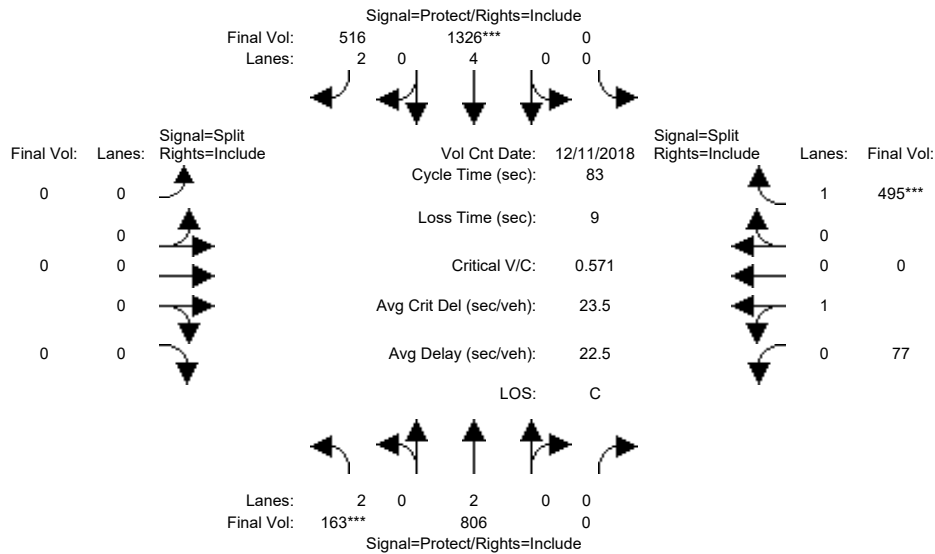 Signal=Protect/Rights=Include
Final Vol: 516 1326*** 0
Lanes: 2 0 4 0 0
Signal=Split Signal=Split
Final Vol: Lanes: Rights=Include Vol Cnt Date: 12/11/2018 Rights=Include Lanes: Final Vol:
Cycle Time (sec): 83
0 0 1 495***
Loss Time (sec): 9
0 0
0 0 Critical V/C: 0.571 0 0
0 Avg Crit Del (sec/veh): 23.5 1
0 0 Avg Delay (sec/veh): 22.5 0 77
LOS: C
Lanes: 2 0 2 0 0
Final Vol: 163*** 806 0
Signal=Protect/Rights=Include